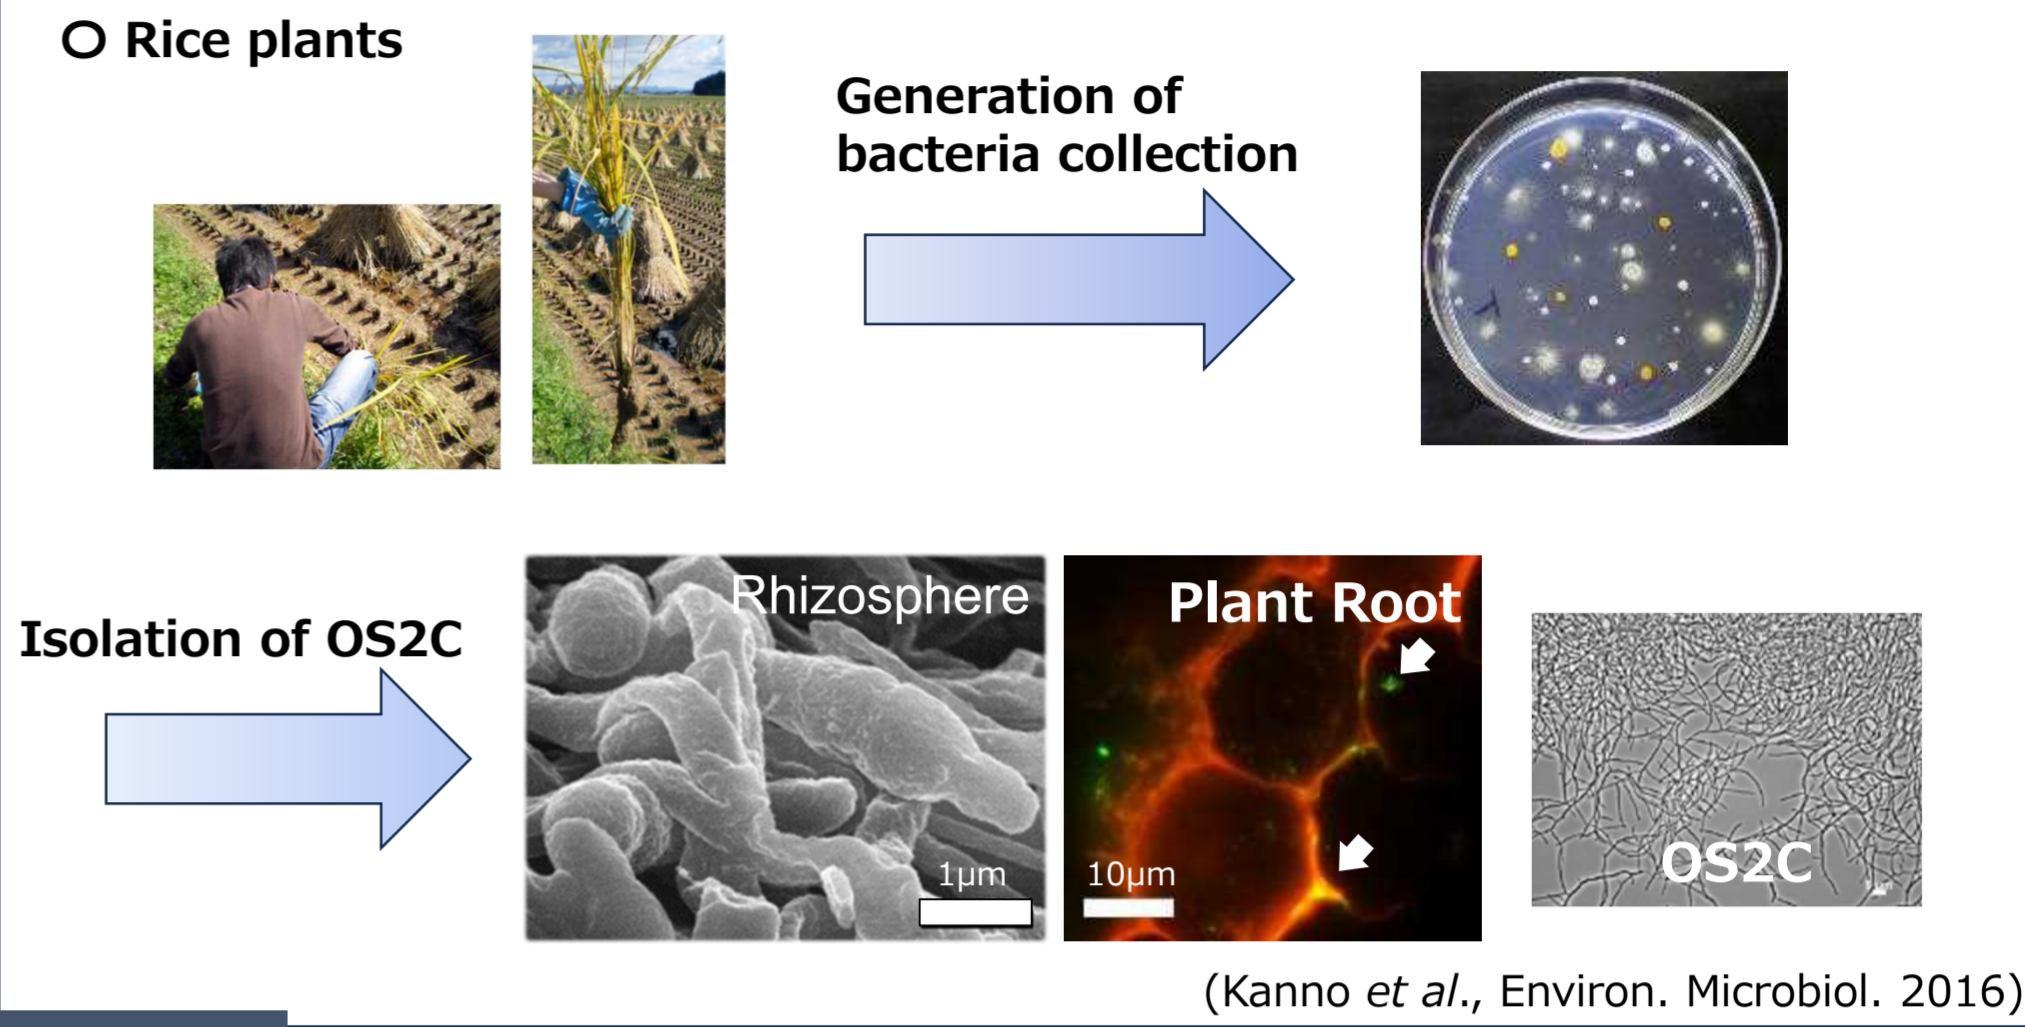 O Rice plants
Generation of
bacteria collection
Isolation of OS2C
Rhizosphere
1μm
Plant Root
10μm
OS2C
(Kanno et al., Environ. Microbiol. 2016)